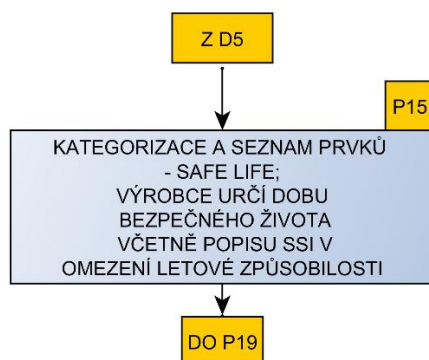 Z D5
P15
KATEGORIZACE A SEZNAM PRVKŮ
- SAFE LIFE;
VÝROBCE URČÍ DOBU
BEZPEČNÉHO ŽIVOTA
VČETNĚ POPISU SSI V
OMEZENÍ LETOVÉ ZPŮSOBILOSTI
DO P19